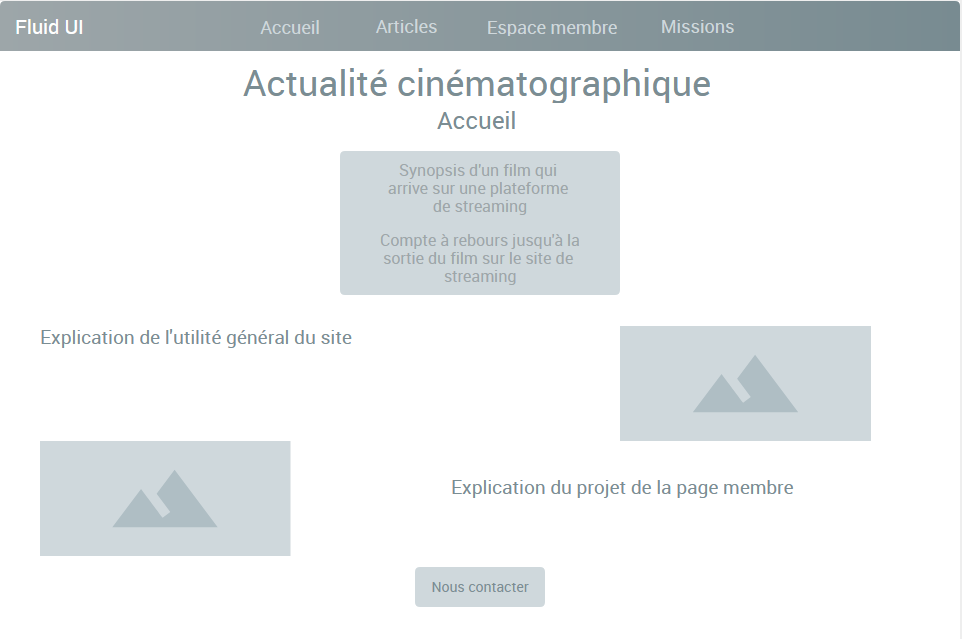 Fluid UI Accueil Articles Espace membre Missions
Actualité cinématographique
Accueil
Synopsis d'un film qui
arrive sur une plateforme
de streaming
Compte à rebours jusqu'à la
sortie du film sur le site de
streaming
Explication de l'utilité général du site
Explication du projet de la page membre
Nous contacter